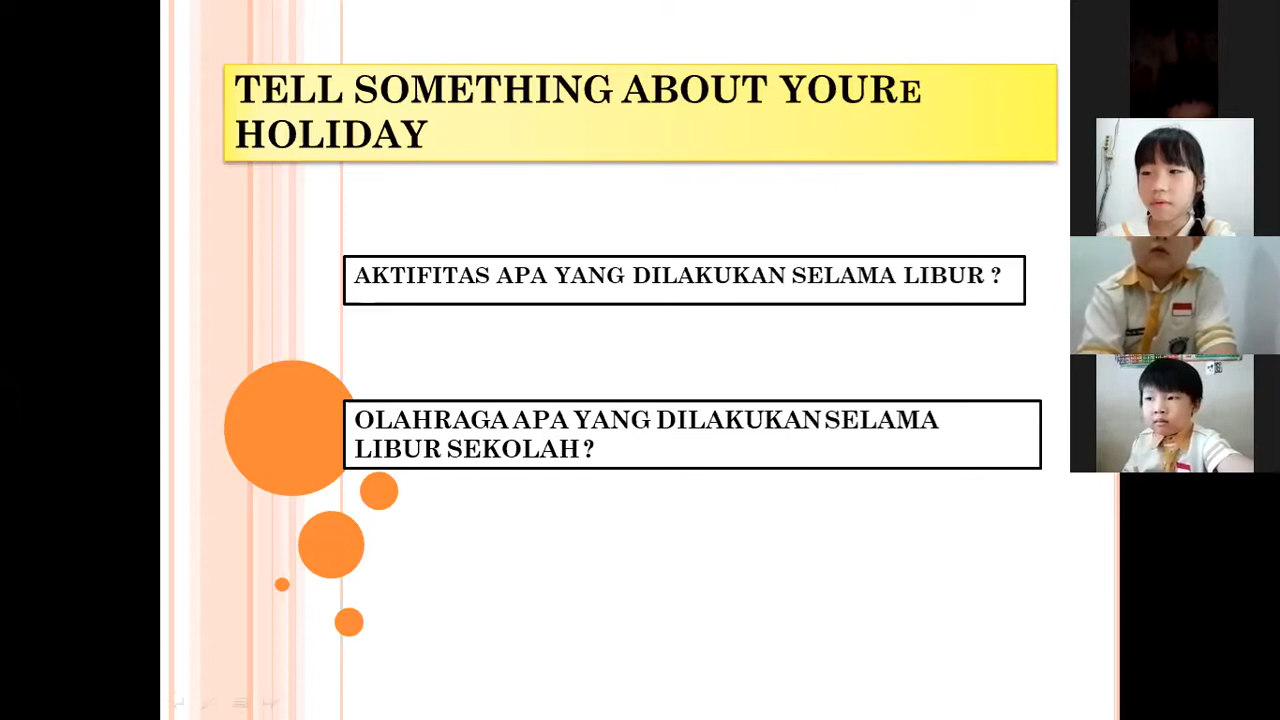 TELL SOMETHING ABOUT YOURE
HOLIDAY
AKTIFITAS APA YANG DILAKUKAN SELAMA LIBUR ?
OLAHRAGA APA YANG DILAKUKAN SELAMA
LIBUR SEKOLAH ?